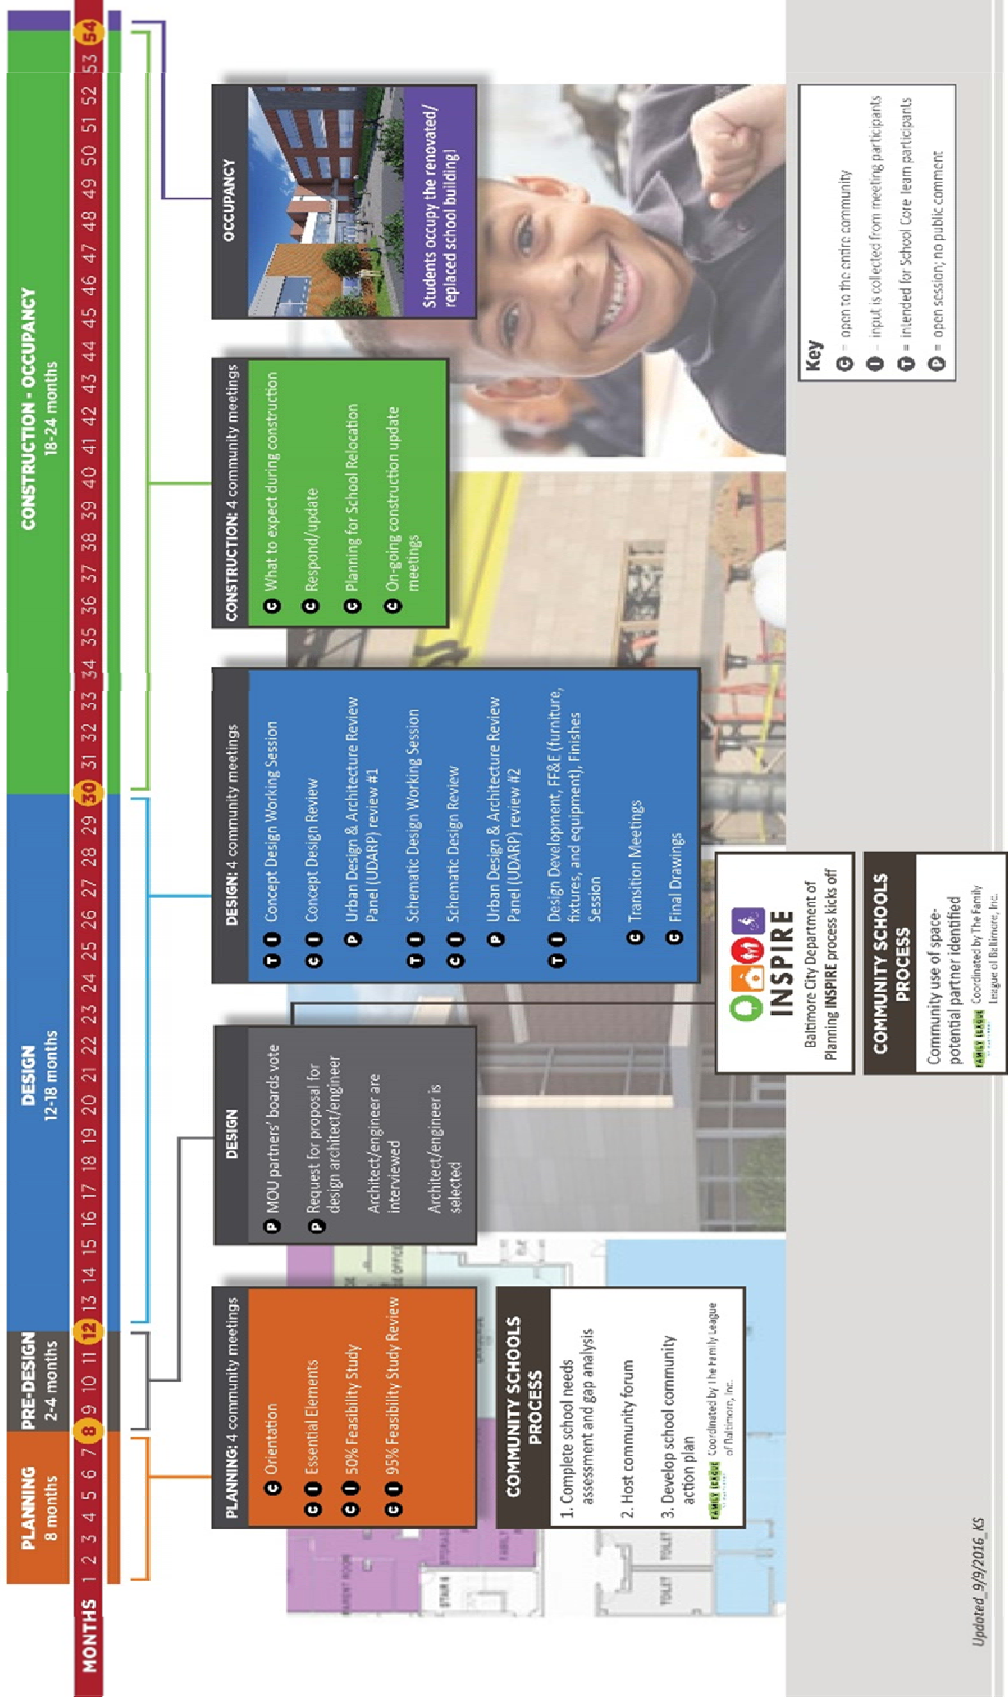 PLANNING
8 months
PRE-DESIGN
2-4 months
DESIGN
12-18 months
CONSTRUCTION - OCCUPANCY
18-24 months
MONTHS 1 2 3 4 5 6 7 8 9 10 11 12 13 14 15 16 17 18 19 20 21 22 23 24 25 26 27 28 29 30 31 32 33 34 35 36 37 38 39 40 41 42 43 44 45 46 47 48 49 50 51 52 53 54
PLANNING: 4 community meetings
C Orientation
C I Essential Elements
C I 50% Feasibility Study
C I 95% Feasibility Study Review
COMMUNITY SCHOOLS
PROCESS
1. Complete school needs
assessment and gap analysis
2. Host community forum
3. Develop school community
action plan
FAMILY LEAGUE Coordinated by The Family League
of Baltimore, Inc.
DESIGN
P MOU partners' boards vote
P Request for proposal for
design architect/engineer
Architect/engineer are
interviewed
Architect/engineer is
selected
DESIGN: 4 community meetings
T I Concept Design Working Session
C I Concept Design Review
P Urban Design & Architecture Review
Panel (UDARP) review #1
T I Schematic Design Working Session
C I Schematic Design Review
P Urban Design & Architecture Review
Panel (UDARP) review #2
T I Design Development, FF&E (furniture,
fixtures, and equipment), Finishes
Session
C Transition Meetings
C Final Drawings
INSPIRE
Baltimore City Department of
Planning INSPIRE process kicks off
COMMUNITY SCHOOLS
PROCESS
Community use of space-
potential partner identified
FAMILY LEAGUE Coordinated by The Family
League of Baltimore, Inc.
CONSTRUCTION: 4 community meetings
C What to expect during construction
C Respond/update
C Planning for School Relocation
C On-going construction update
meetings
OCCUPANCY
Students occupy the renovated/
replaced school building!
Key
C = open to the entire community
I = input is collected from meeting participants
T = intended for School Core Team participants
P = open session; no public comment
PARENT ROOM
STAIR 6
TOILET
TOILET
Updated_9/9/2016_KS